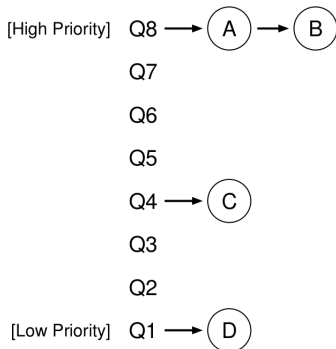 [High Priority] Q8 A B
Q7
Q6
Q5
Q4 C
Q3
Q2
[Low Priority] Q1 D